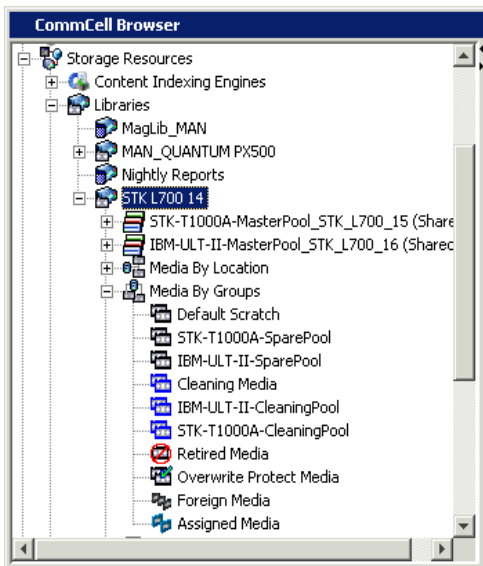 CommCell Browser
Storage Resources
Content Indexing Engines
Libraries
MagLib_MAN
MAN_QUANTUM PX500
Nightly Reports
STK L700 14
STK-T1000A-MasterPool_STK_L700_15 (Share
IBM-ULT-II-MasterPool_STK_L700_16 (Shared
Media By Location
Media By Groups
Default Scratch
STK-T1000A-SparePool
IBM-ULT-II-SparePool
Cleaning Media
IBM-ULT-II-CleaningPool
STK-T1000A-CleaningPool
Retired Media
Overwrite Protect Media
Foreign Media
Assigned Media